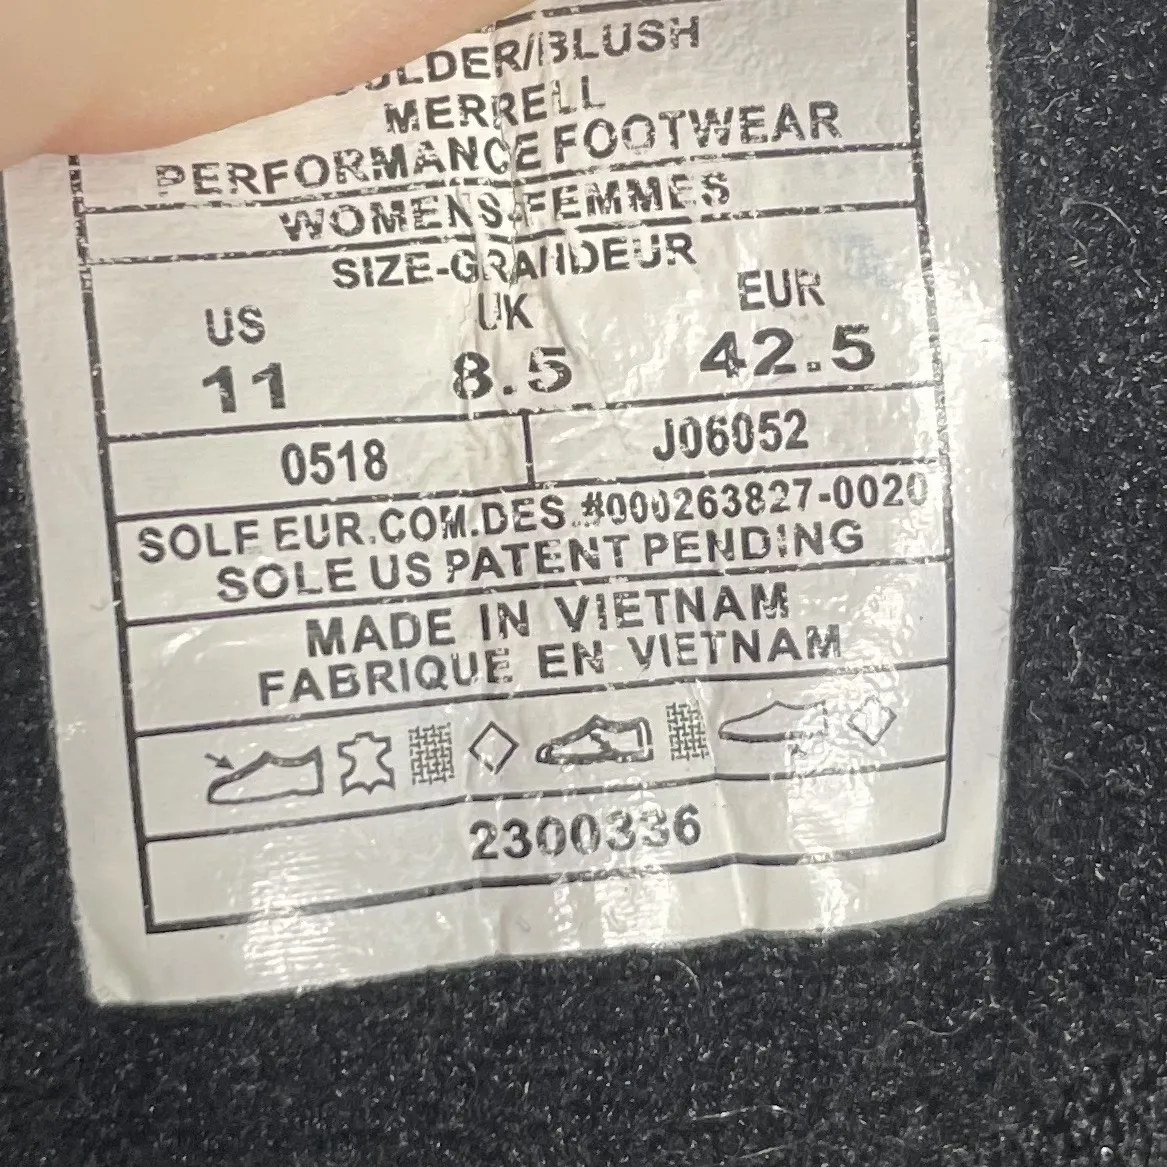 BLUSH
MERRELL
PERFORMANCE FOOTWEAR
WOMENS-FEMMES
SIZE-GRANDEUR
US UK EUR
11 8.5 42.5
0518 J06052
SOLE EUR.COM.DES #000263827-0020
SOLE US PATENT PENDING
MADE IN VIETNAM
FABRIQUE EN VIETNAM
2300336